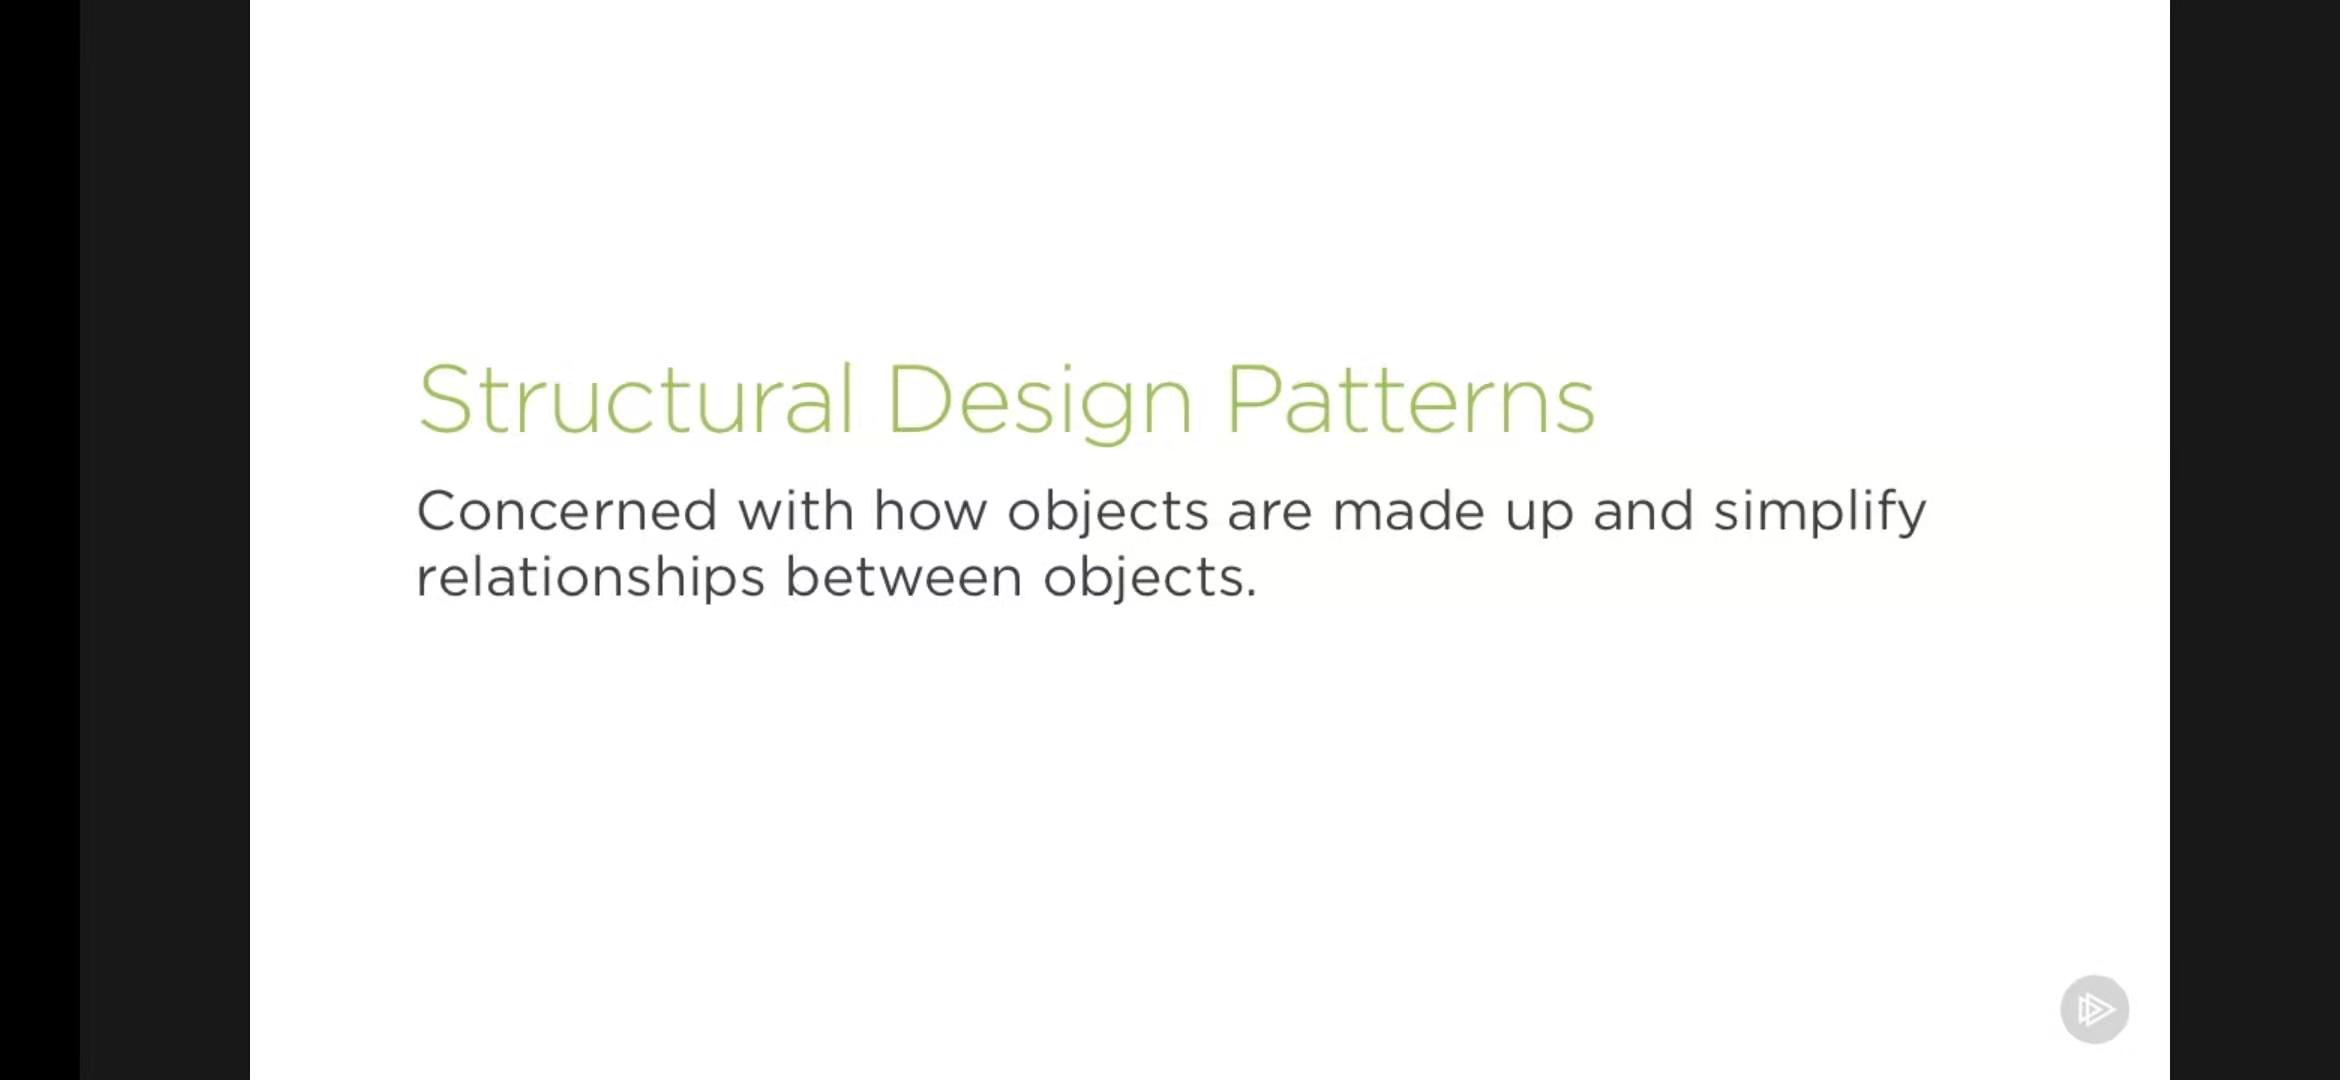 Structural Design Patterns
Concerned with how objects are made up and simplify
relationships between objects.